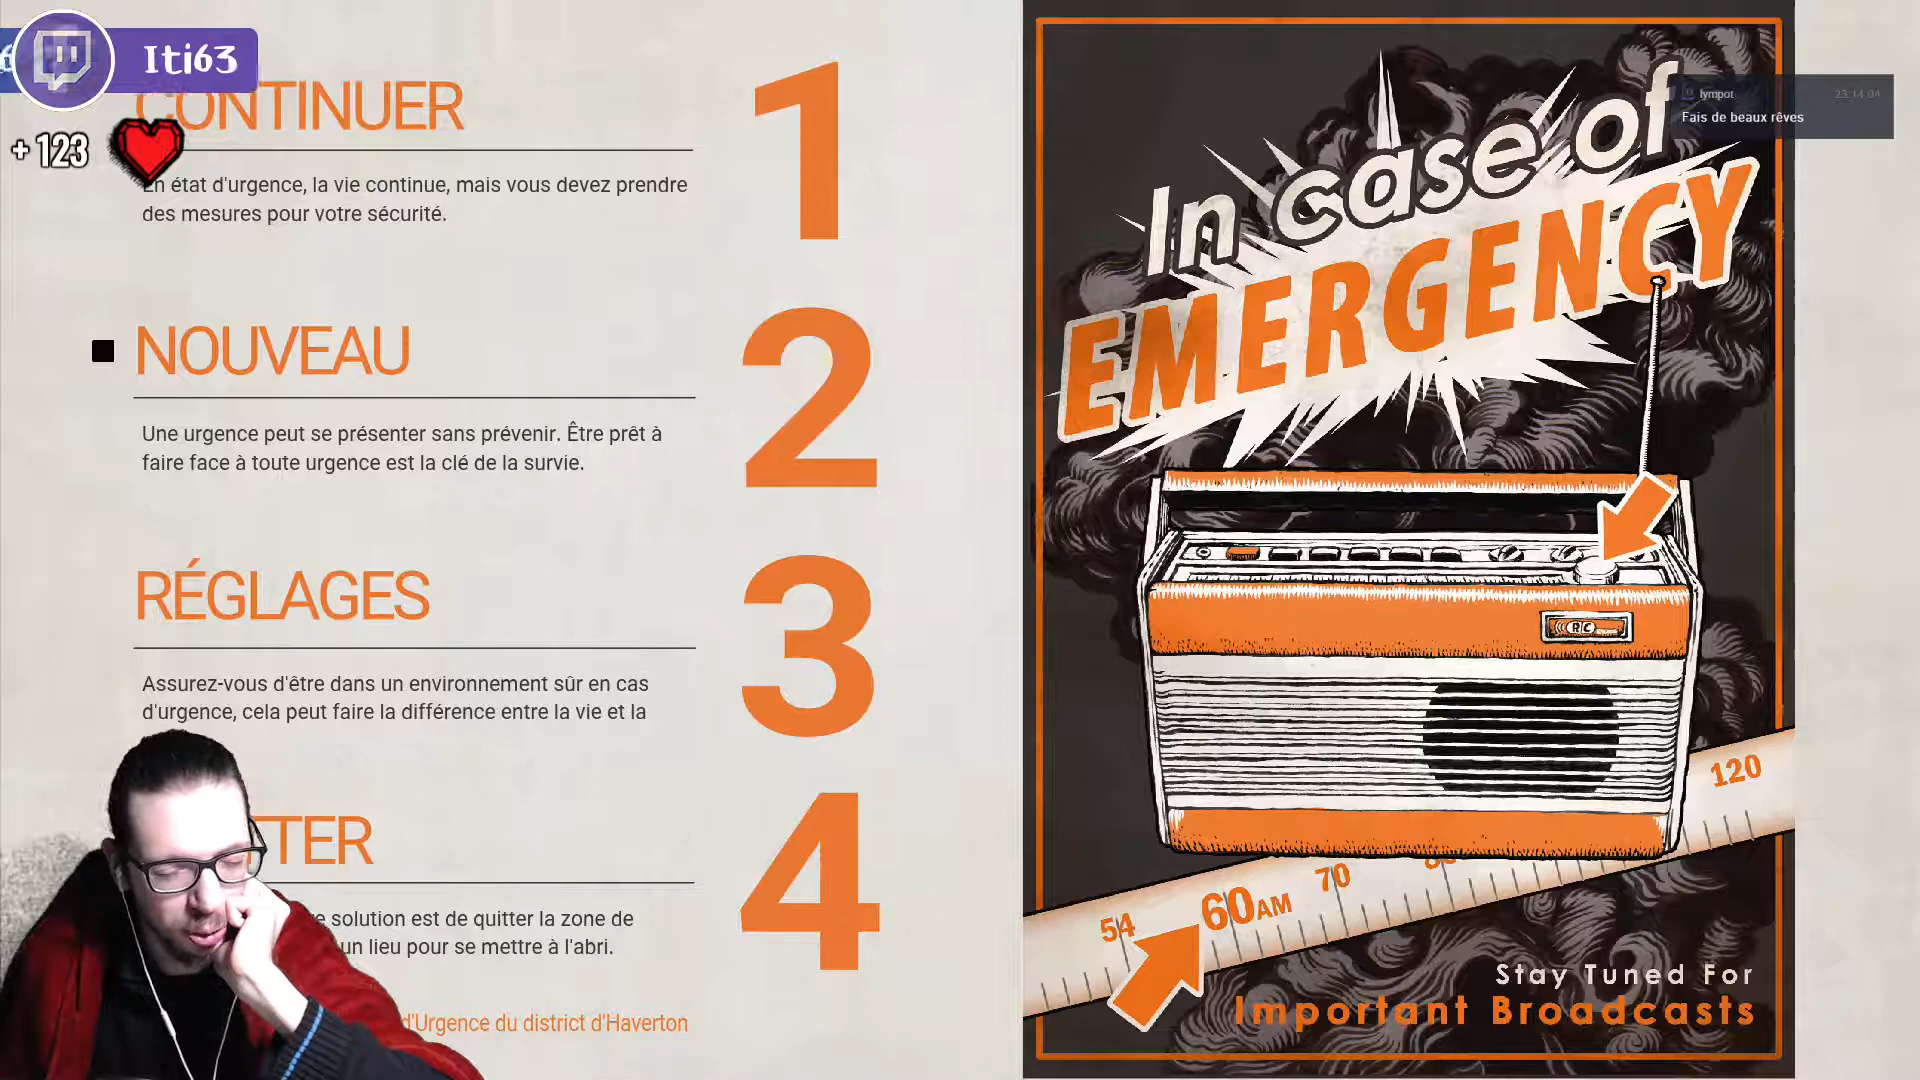 Iti63
+ 123
CONTINUER
1
En état d'urgence, la vie continue, mais vous devez prendre
des mesures pour votre sécurité.
NOUVEAU
2
Une urgence peut se présenter sans prévenir. Être prêt à
faire face à toute urgence est la clé de la survie.
RÉGLAGES
3
Assurez-vous d'être dans un environnement sûr en cas
d'urgence, cela peut faire la différence entre la vie et la
TTER
4
solution est de quitter la zone de
un lieu pour se mettre à l'abri.
d'Urgence du district d'Haverton
In case of
EMERGENCY
lympot
23:14:04
Fais de beaux rêves
RC
54
60AM
70
120
Stay Tuned For
Important Broadcasts